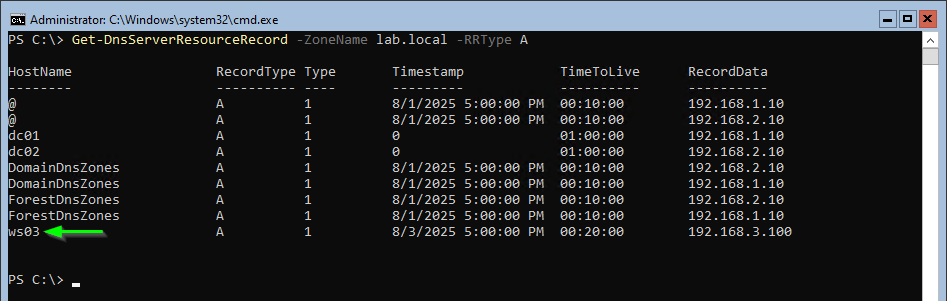 Administrator: C:\Windows\system32\cmd.exe
PS C:\> Get-DnsServerResourceRecord -ZoneName lab.local -RRType A
HostName RecordType Type Timestamp TimeToLive RecordData
-------- ---------- ---- --------- ---------- ----------
@ A 1 8/1/2025 5:00:00 PM 00:10:00 192.168.1.10
@ A 1 8/1/2025 5:00:00 PM 00:10:00 192.168.2.10
dc01 A 1 0 01:00:00 192.168.1.10
dc02 A 1 0 01:00:00 192.168.2.10
DomainDnsZones A 1 8/1/2025 5:00:00 PM 00:10:00 192.168.2.10
DomainDnsZones A 1 8/1/2025 5:00:00 PM 00:10:00 192.168.1.10
ForestDnsZones A 1 8/1/2025 5:00:00 PM 00:10:00 192.168.2.10
ForestDnsZones A 1 8/1/2025 5:00:00 PM 00:10:00 192.168.1.10
ws03 A 1 8/3/2025 5:00:00 PM 00:20:00 192.168.3.100
PS C:\>